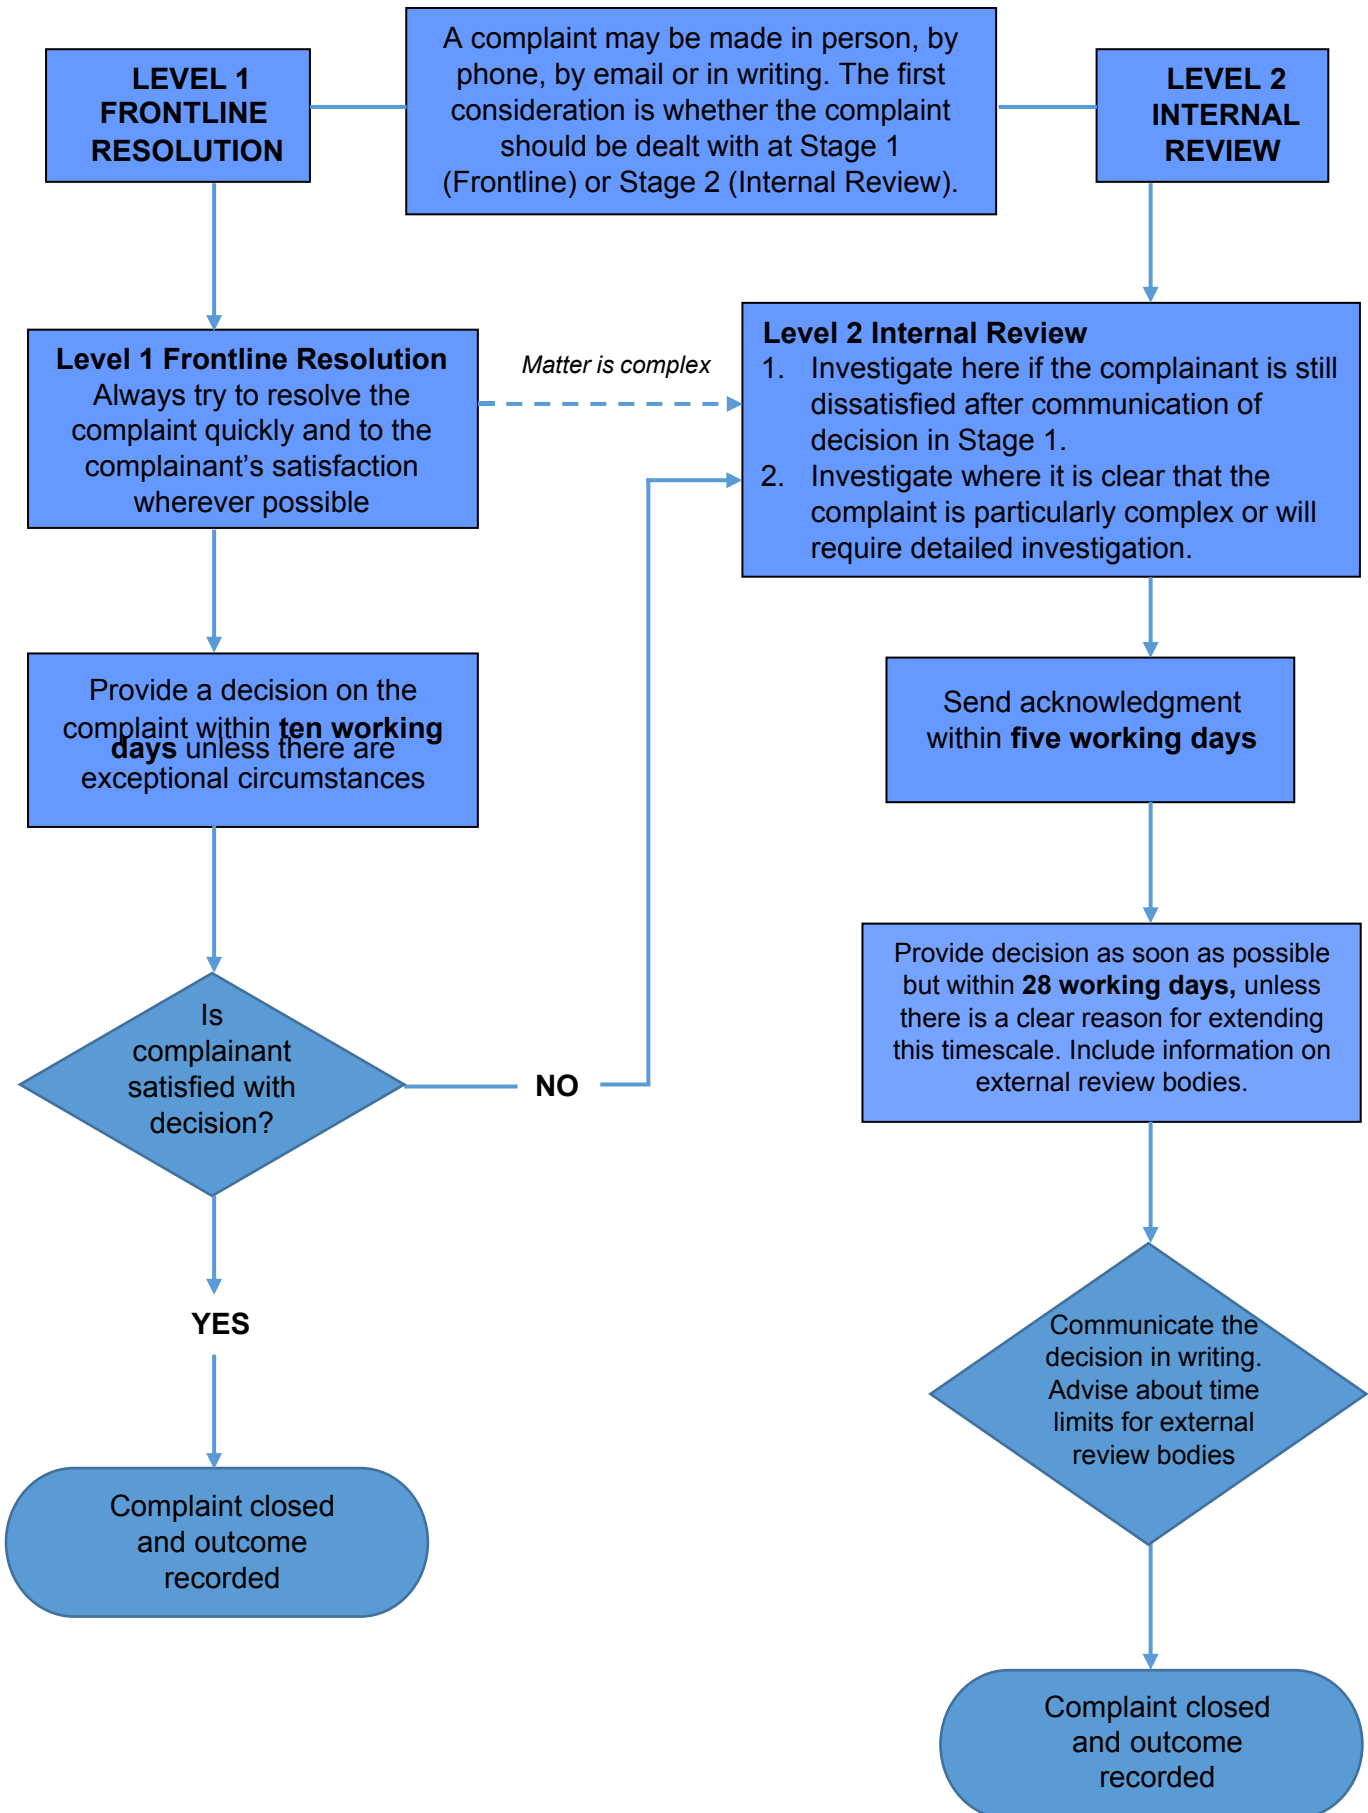 LEVEL 1
FRONTLINE
RESOLUTION
A complaint may be made in person, by
phone, by email or in writing. The first
consideration is whether the complaint
should be dealt with at Stage 1
(Frontline) or Stage 2 (Internal Review).
LEVEL 2
INTERNAL
REVIEW
Level 1 Frontline Resolution
Always try to resolve the
complaint quickly and to the
complainant’s satisfaction
wherever possible
Matter is complex
Level 2 Internal Review
1. Investigate here if the complainant is still
dissatisfied after communication of
decision in Stage 1.
2. Investigate where it is clear that the
complaint is particularly complex or will
require detailed investigation.
Provide a decision on the
complaint within ten working
days unless there are
exceptional circumstances
Send acknowledgment
within five working days
Is
complainant
satisfied with
decision?
NO
Provide decision as soon as possible
but within 28 working days, unless
there is a clear reason for extending
this timescale. Include information on
external review bodies.
YES
Communicate the
decision in writing.
Advise about time
limits for external
review bodies
Complaint closed
and outcome
recorded
Complaint closed
and outcome
recorded